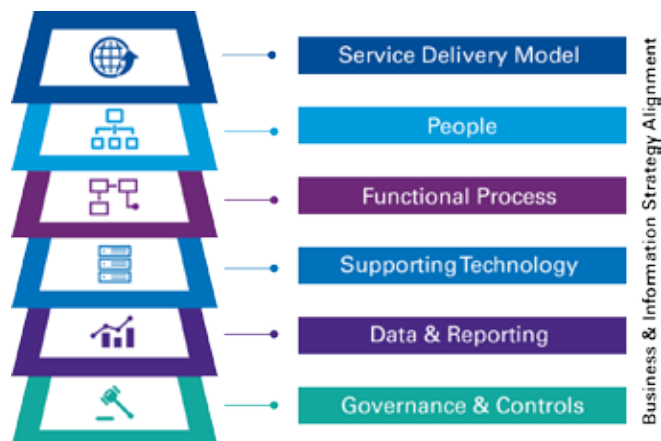 Service Delivery Model
People
Functional Process
Supporting Technology
Data & Reporting
Governance & Controls
Business & Information Strategy Alignment